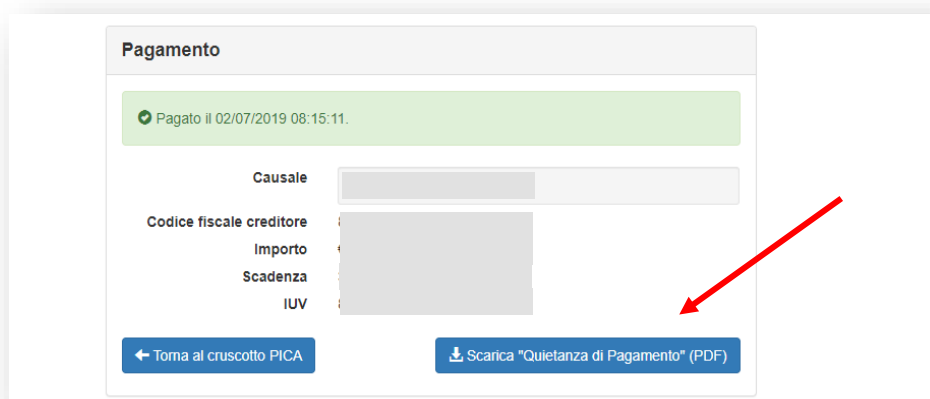 Pagamento
Pagato il 02/07/2019 08:15:11.
Causale
Codice fiscale creditore
Importo
Scadenza
IUV
Torna al cruscotto PICA
Scarica "Quietanza di Pagamento" (PDF)